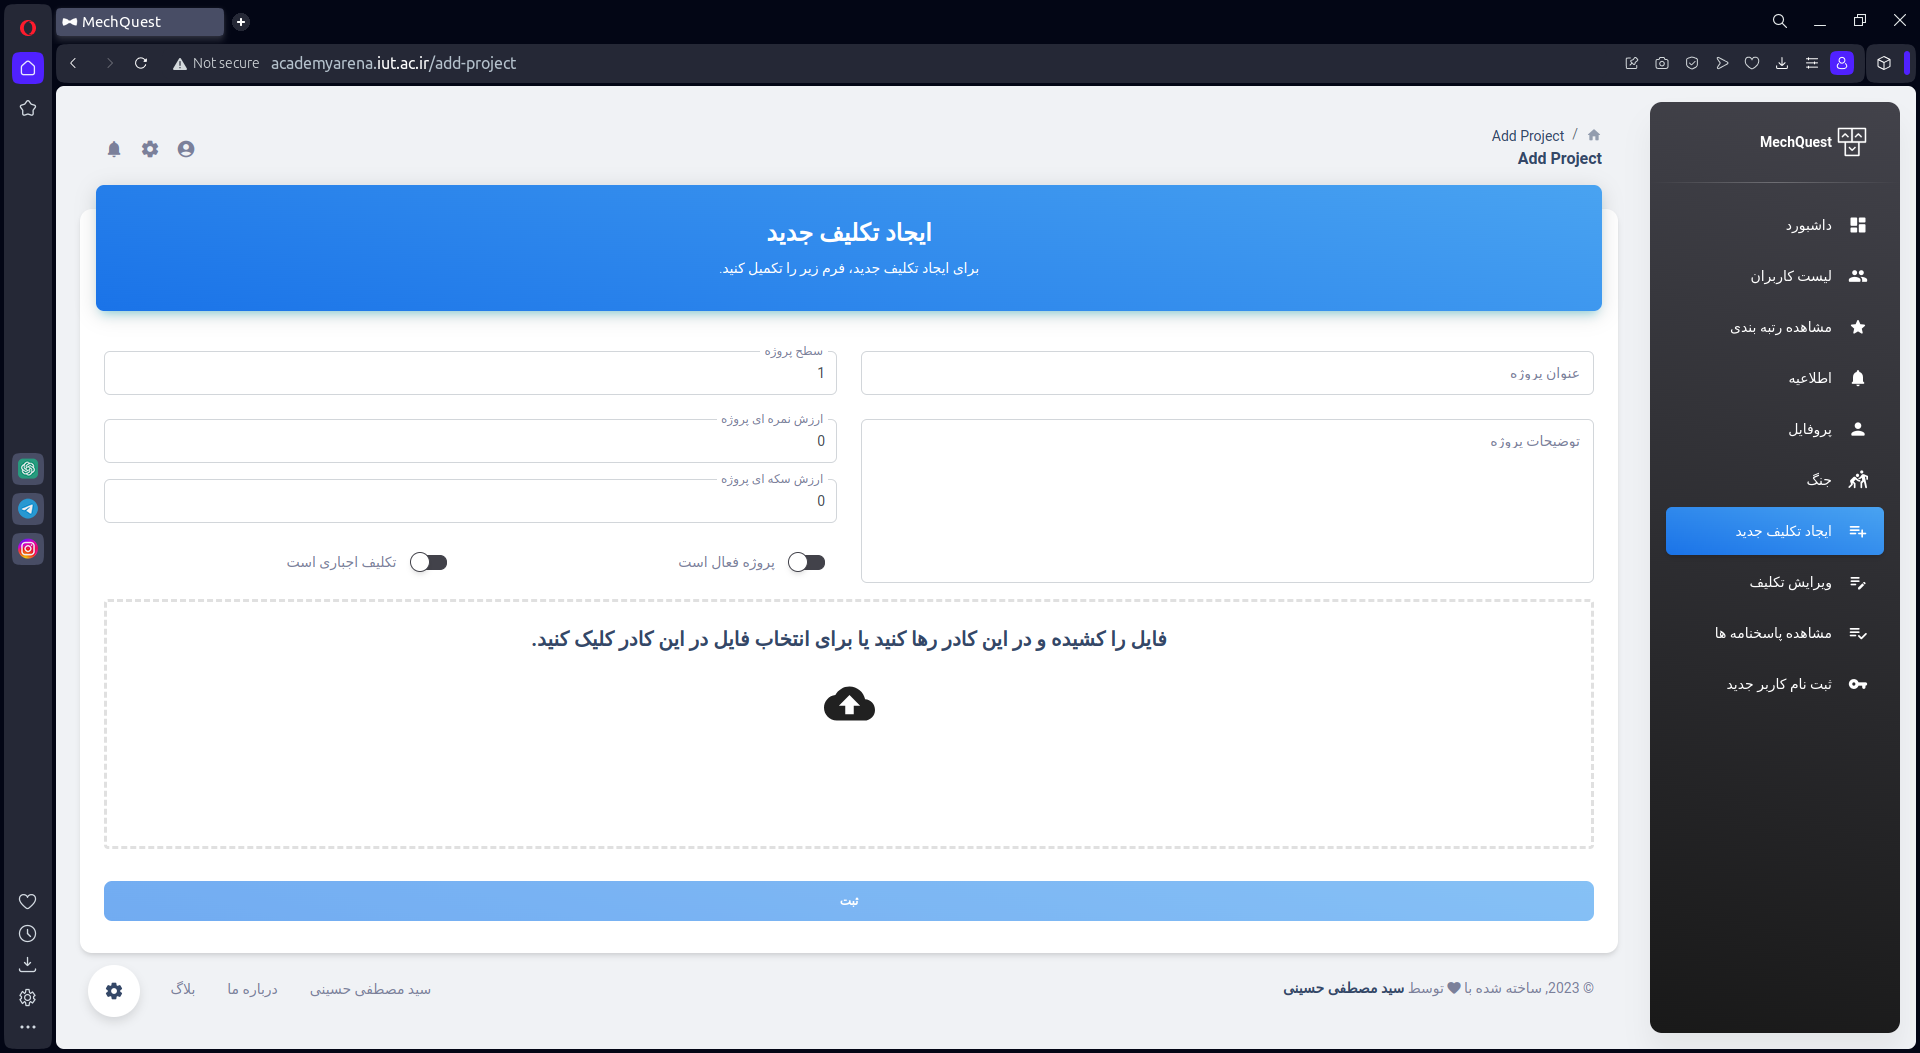 MechQuest
Not secure academyarena.iut.ac.ir/add-project
MechQuest
داشبورد
لیست کاربران
مشاهده رتبه بندی
اطلاعیه
پروفایل
جنگ
ایجاد تکلیف جدید
ویرایش تکلیف
مشاهده پاسخنامه ها
ثبت نام کاربر جدید
Add Project /
Add Project
ایجاد تکلیف جدید
برای ایجاد تکلیف جدید، فرم زیر را تکمیل کنید.
عنوان پروژه
سطح پروژه
1
توضیحات پروژه
ارزش نمره ای پروژه
0
ارزش سکه ای پروژه
0
پروژه فعال است
تکلیف اجباری است
فایل را کشیده و در این کادر رها کنید یا برای انتخاب فایل در این کادر کلیک کنید.
ثبت
© 2023, ساخته شده با توسط سید مصطفی حسینی
سید مصطفی حسینی
درباره ما
بلاگ